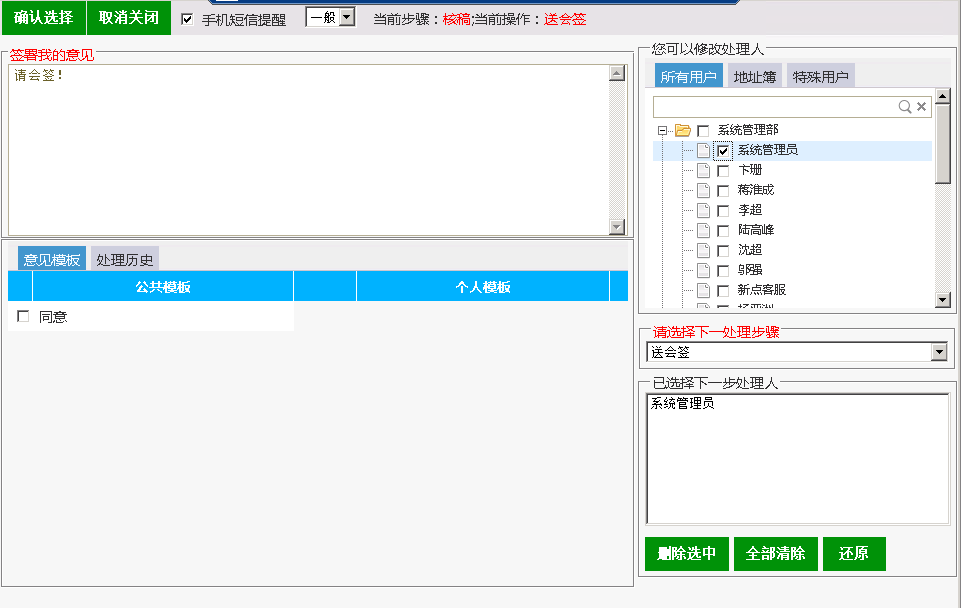 确认选择 取消关闭 手机短信提醒 一般 当前步骤：核稿;当前操作：送会签
签署我的意见
请会签！
意见模板 处理历史
公共模板 个人模板
同意
您可以修改处理人
所有用户 地址簿 特殊用户
系统管理部
系统管理员
卞珊
蒋淮成
李超
陆高峰
沈超
邬强
新点客服
请选择下一处理步骤
送会签
已选择下一步处理人
系统管理员
删除选中 全部清除 还原